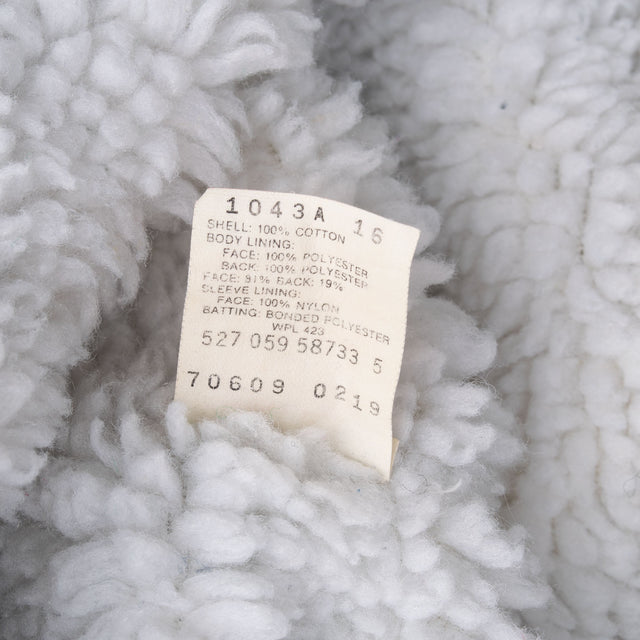 1043A 16
SHELL: 100% COTTON
BODY LINING:
FACE: 100% POLYESTER
BACK: 100% POLYESTER
FACE: 81% BACK: 19%
SLEEVE LINING:
FACE: 100% NYLON
BATTING: BONDED POLYESTER
WPL 423
527 059 58733 5
70609 0219